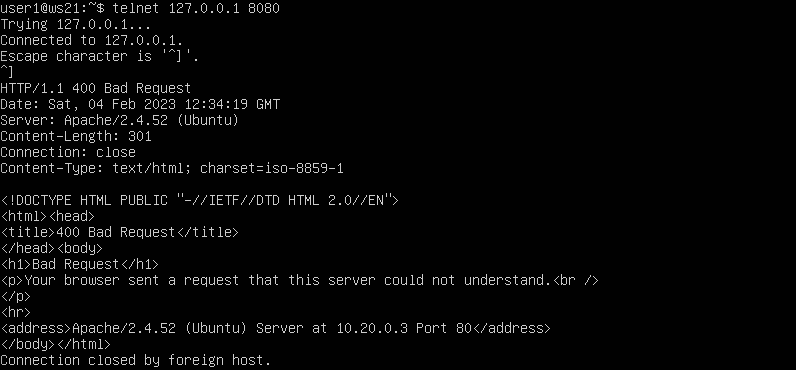 user1@ws21:~$ telnet 127.0.0.1 8080
Trying 127.0.0.1...
Connected to 127.0.0.1.
Escape character is '^]'.
^]
HTTP/1.1 400 Bad Request
Date: Sat, 04 Feb 2023 12:34:19 GMT
Server: Apache/2.4.52 (Ubuntu)
Content-Length: 301
Connection: close
Content-Type: text/html; charset=iso-8859-1

<!DOCTYPE HTML PUBLIC "-//IETF//DTD HTML 2.0//EN">
<html><head>
<title>400 Bad Request</title>
</head><body>
<h1>Bad Request</h1>
<p>Your browser sent a request that this server could not understand.<br />
</p>
<hr>
<address>Apache/2.4.52 (Ubuntu) Server at 10.20.0.3 Port 80</address>
</body></html>
Connection closed by foreign host.